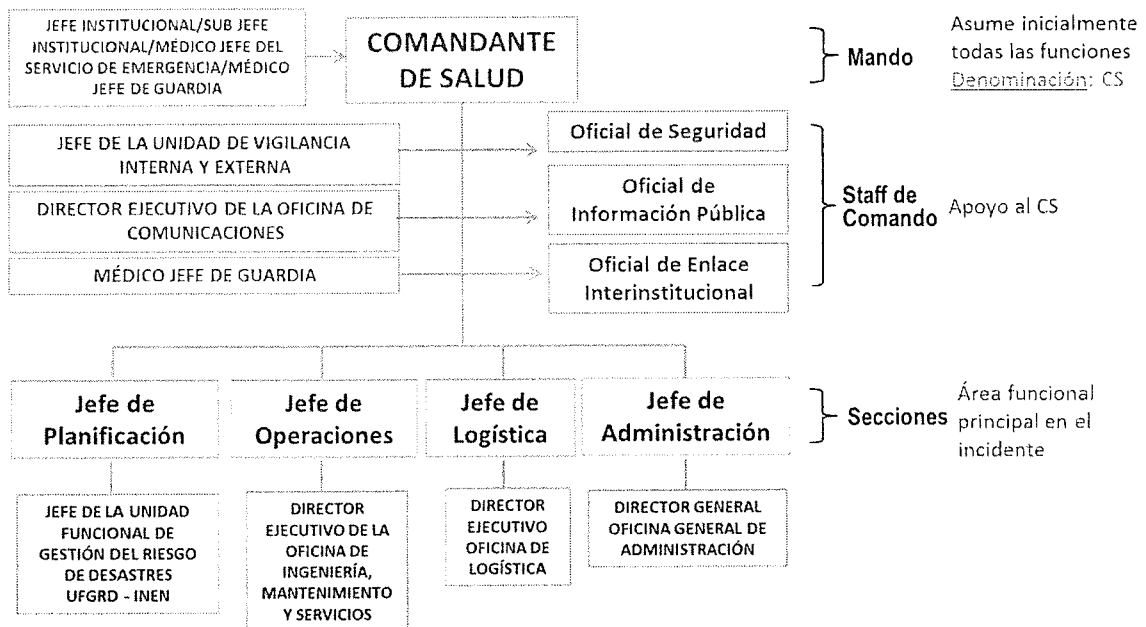 JEFE INSTITUCIONAL/SUB JEFE
INSTITUCIONAL/MÉDICO JEFE DEL
SERVICIO DE EMERGENCIA/MÉDICO
JEFE DE GUARDIA
COMANDANTE
DE SALUD
Mando
Asume inicialmente
todas las funciones
Denominación: CS
JEFE DE LA UNIDAD DE VIGILANCIA
INTERNA Y EXTERNA
Oficial de Seguridad
DIRECTOR EJECUTIVO DE LA OFICINA DE
COMUNICACIONES
Oficial de
Información Pública
MÉDICO JEFE DE GUARDIA
Oficial de Enlace
Interinstitucional
Staff de
Comando
Apoyo al CS
Jefe de
Planificación
Jefe de
Operaciones
Jefe de
Logística
Jefe de
Administración
Secciones
Área funcional
principal en el
incidente
JEFE DE LA UNIDAD
FUNCIONAL DE
GESTIÓN DEL RIESGO
DE DESASTRES
UFGRD - INEN
DIRECTOR
EJECUTIVO DE LA
OFICINA DE
INGENIERÍA,
MANTENIMIENTO
Y SERVICIOS
DIRECTOR
EJECUTIVO
OFICINA DE
LOGÍSTICA
DIRECTOR GENERAL
OFICINA GENERAL DE
ADMINISTRACIÓN